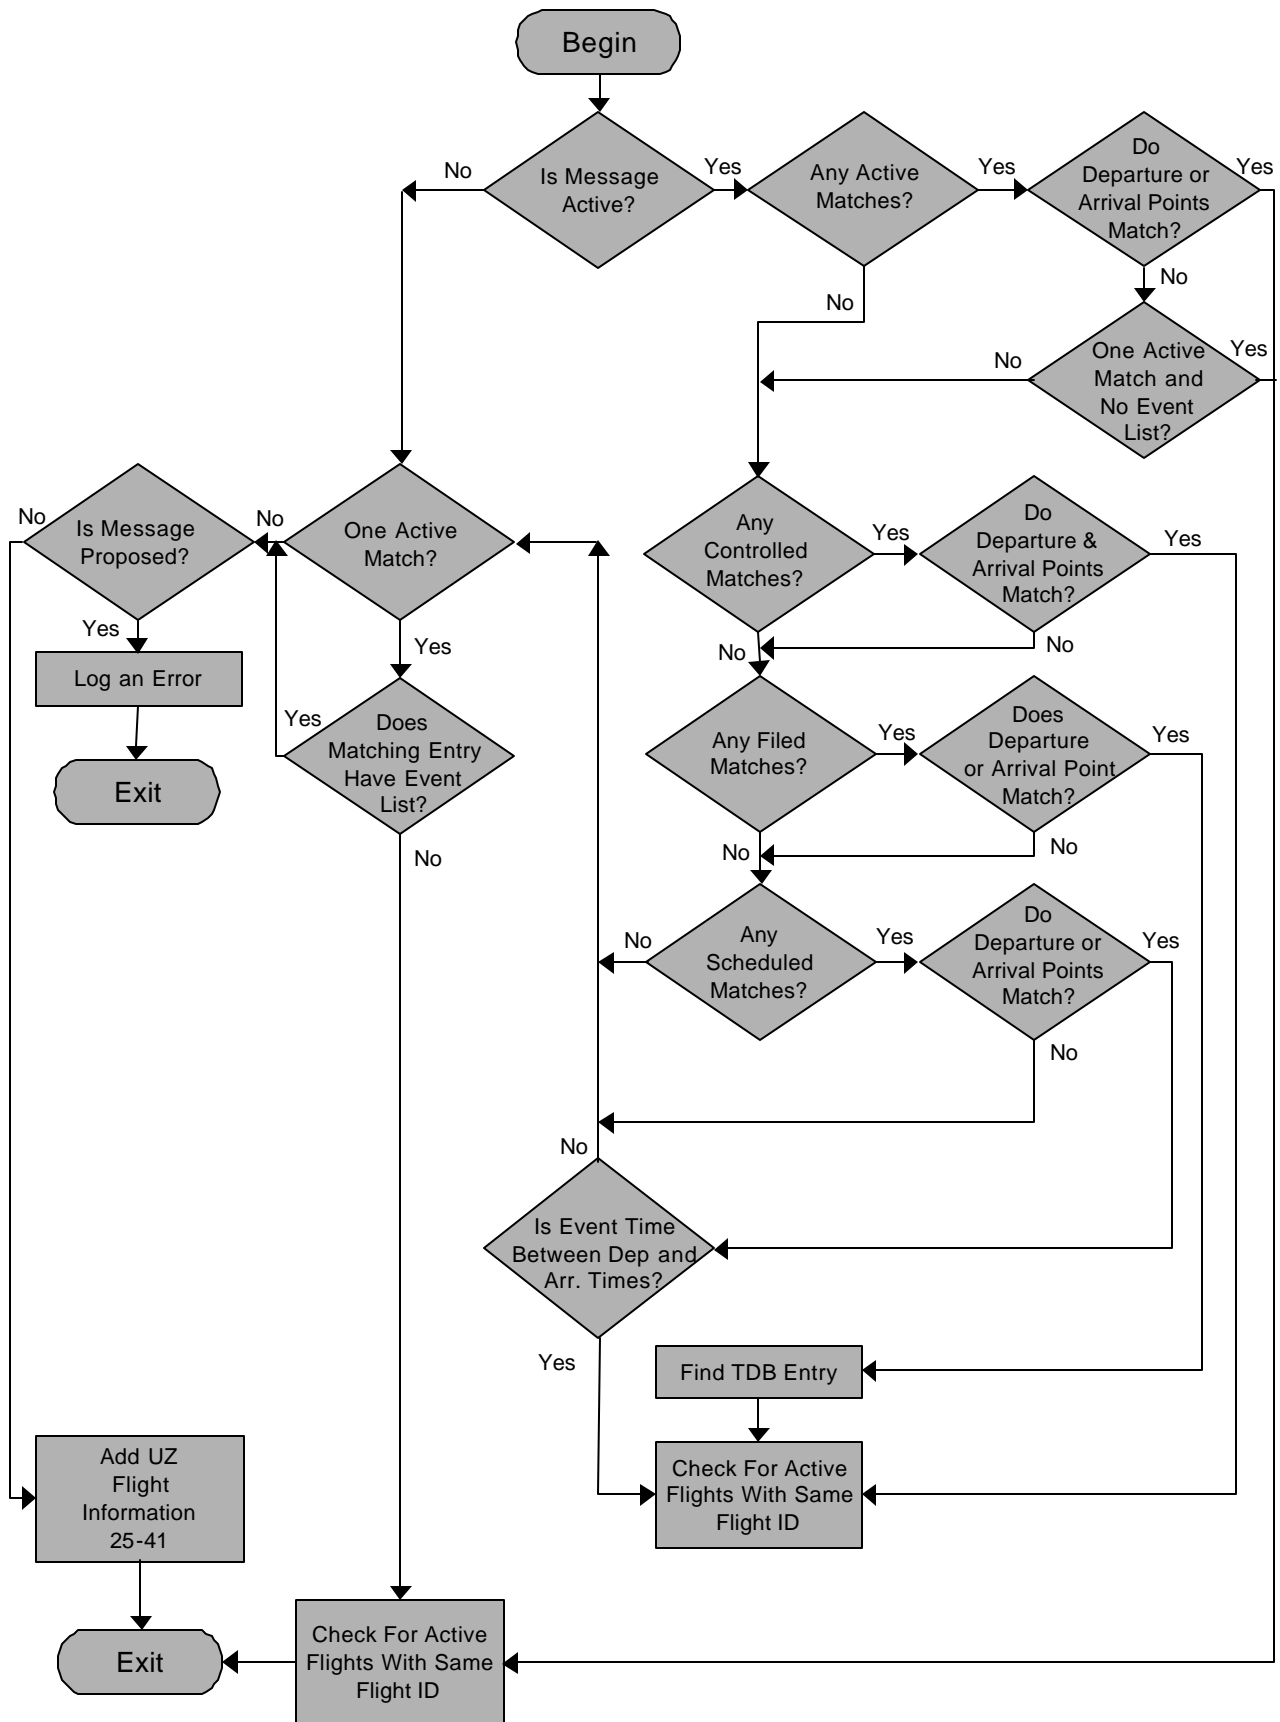 Begin
Is Message
Active?
No
Yes
Any Active
Matches?
Yes
Do
Departure or
Arrival Points
Match?
Yes
No
No
One Active
Match and
No Event
List?
No
Yes
Is Message
Proposed?
No
Yes
Log an Error
Exit
One Active
Match?
No
Yes
Does
Matching Entry
Have Event
List?
Yes
No
Any
Controlled
Matches?
Yes
No
Do
Departure &
Arrival Points
Match?
Yes
No
Any Filed
Matches?
Yes
No
Does
Departure
or Arrival Point
Match?
Yes
No
Any
Scheduled
Matches?
No
Yes
Do
Departure or
Arrival Points
Match?
Yes
No
No
Is Event Time
Between Dep and
Arr. Times?
Yes
Find TDB Entry
Check For Active
Flights With Same
Flight ID
Add UZ
Flight
Information
25-41
Exit
Check For Active
Flights With Same
Flight ID